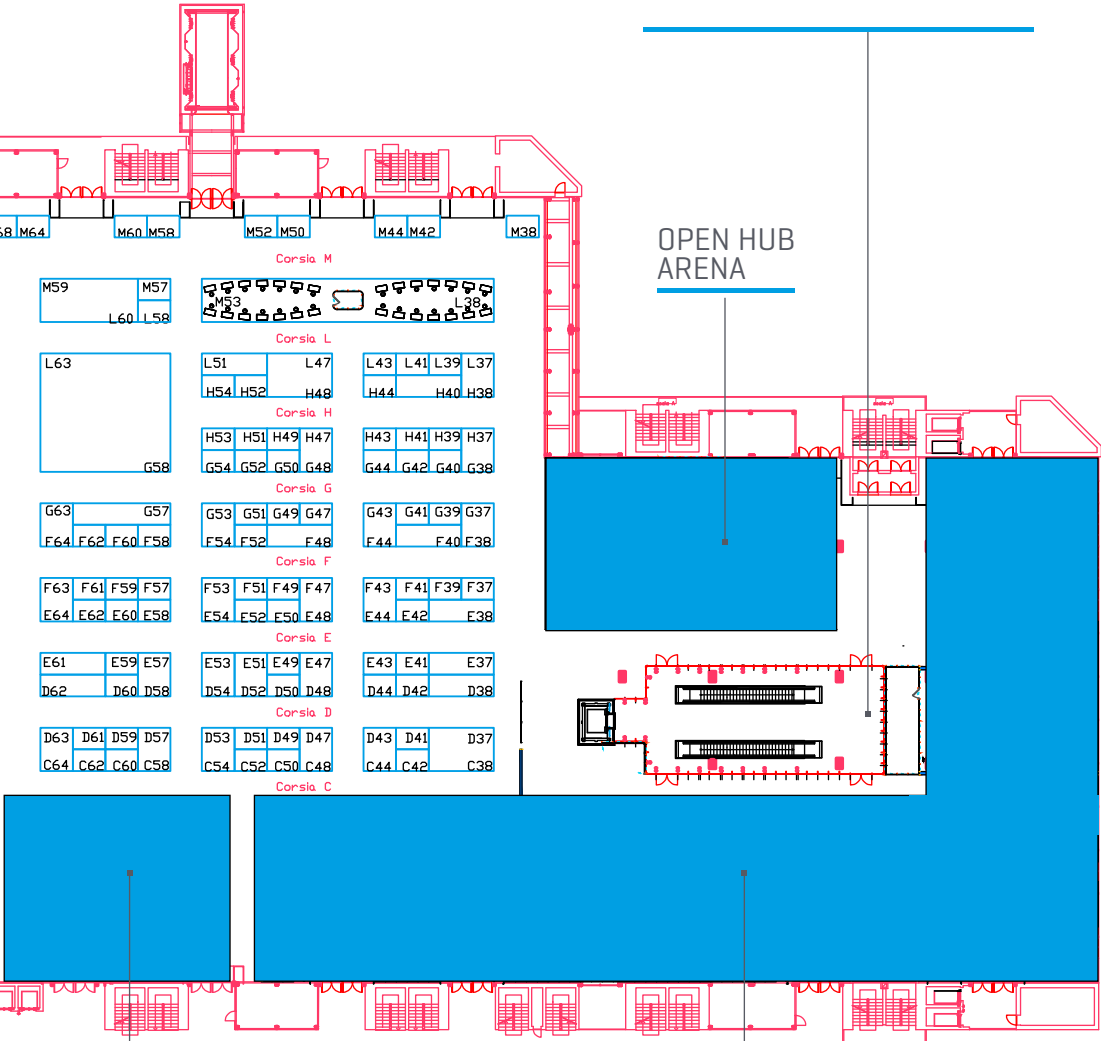 OPEN HUB
ARENA
M64 M60 M58 M52 M50 M44 M42 M38
Corsia M
M59 M57 M53 L38
L60 L58
Corsia L
L63 L51 L47 L43 L41 L39 L37
H54 H52 H48 H44 H40 H38
Corsia H
H53 H51 H49 H47 H43 H41 H39 H37
G58 G54 G52 G50 G48 G44 G42 G40 G38
Corsia G
G63 G57 G53 G51 G49 G47 G43 G41 G39 G37
F64 F62 F60 F58 F54 F52 F48 F44 F40 F38
Corsia F
F63 F61 F59 F57 F53 F51 F49 F47 F43 F41 F39 F37
E64 E62 E60 E58 E54 E52 E50 E48 E44 E42 E38
Corsia E
E61 E59 E57 E53 E51 E49 E47 E43 E41 E37
D62 D60 D58 D54 D52 D50 D48 D44 D42 D38
Corsia D
D63 D61 D59 D57 D53 D51 D49 D47 D43 D41 D37
C64 C62 C60 C58 C54 C52 C50 C48 C44 C42 C38
Corsia C